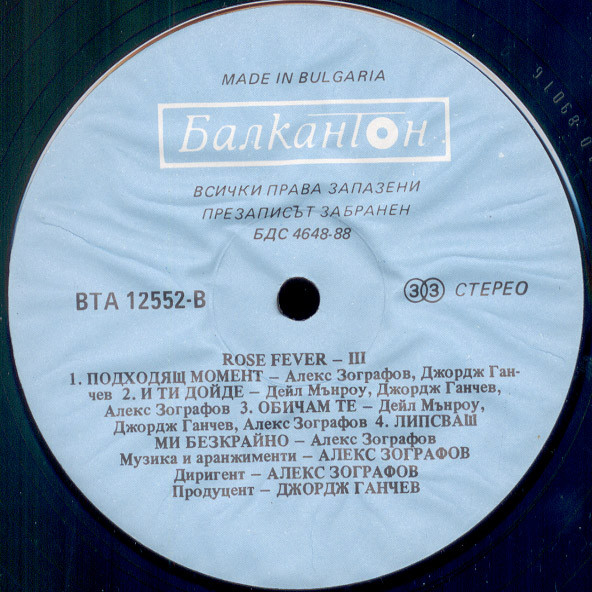 MADE IN BULGARIA
Балкантон
ВСИЧКИ ПРАВА ЗАПАЗЕНИ
ПРЕЗАПИСЪТ ЗАБРАНЕН
БДС 4648-88
ВТА 12552-В
33 СТЕРЕО
ROSE FEVER – III
1. ПОДХОДЯЩ МОМЕНТ – Алекс Зографов, Джордж Ган-
чев 2. И ТИ ДОЙДЕ – Дейл Мънроу, Джордж Ганчев,
Алекс Зографов 3. ОБИЧАМ ТЕ – Дейл Мънроу,
Джордж Ганчев, Алекс Зографов 4. ЛИПСВАШ
МИ БЕЗКРАЙНО – Алекс Зографов
Музика и аранжименти – АЛЕКС ЗОГРАФОВ
Диригент – АЛЕКС ЗОГРАФОВ
Продуцент – ДЖОРДЖ ГАНЧЕВ